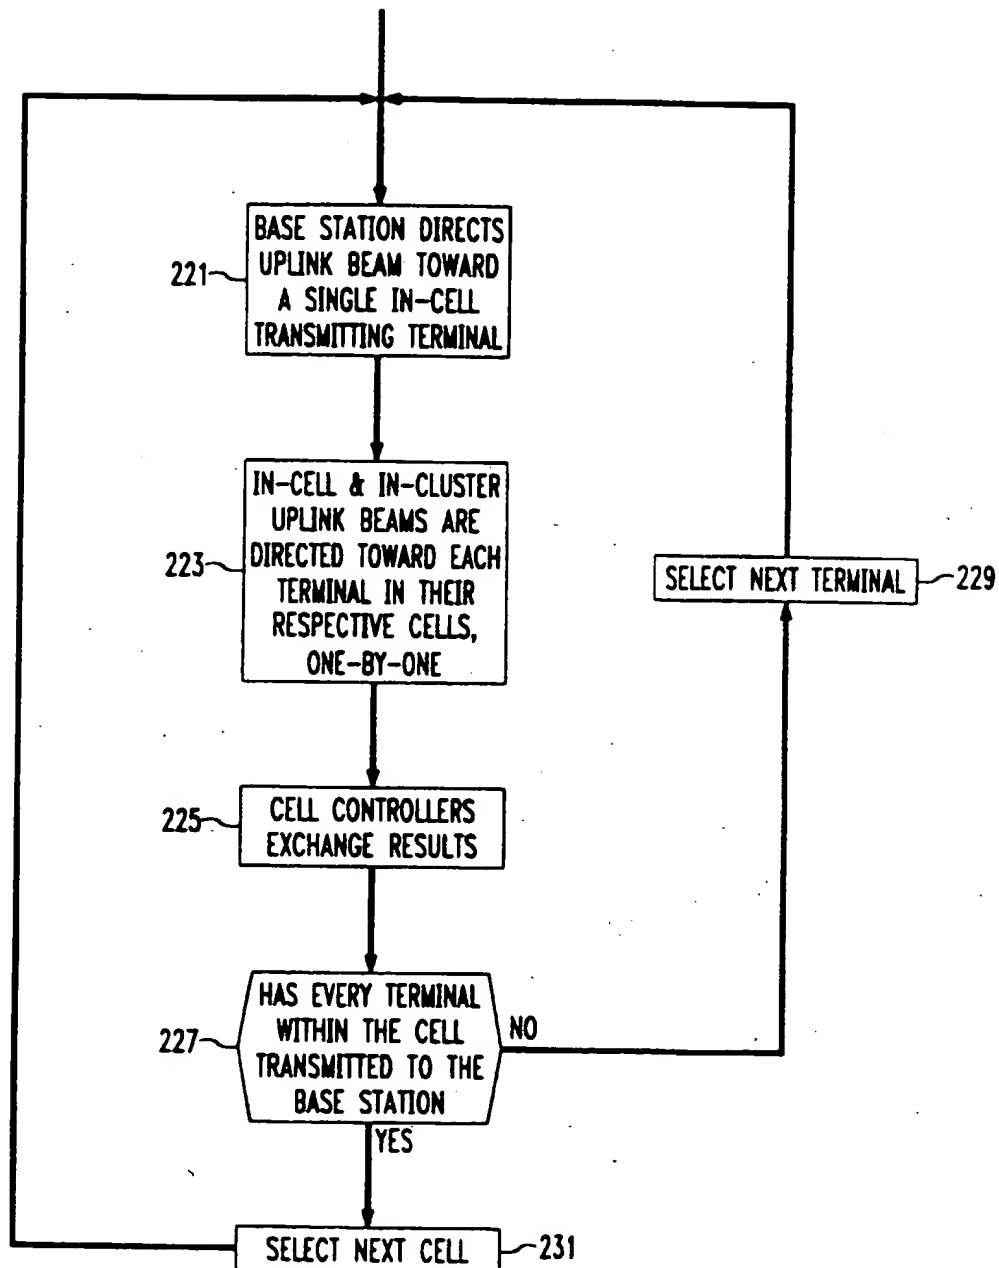 BASE STATION DIRECTS
UPLINK BEAM TOWARD
A SINGLE IN-CELL
TRANSMITTING TERMINAL
221
IN-CELL & IN-CLUSTER
UPLINK BEAMS ARE
DIRECTED TOWARD EACH
TERMINAL IN THEIR
RESPECTIVE CELLS,
ONE-BY-ONE
223
SELECT NEXT TERMINAL
229
CELL CONTROLLERS
EXCHANGE RESULTS
225
HAS EVERY TERMINAL
WITHIN THE CELL
TRANSMITTED TO THE
BASE STATION
227
NO
YES
SELECT NEXT CELL
231